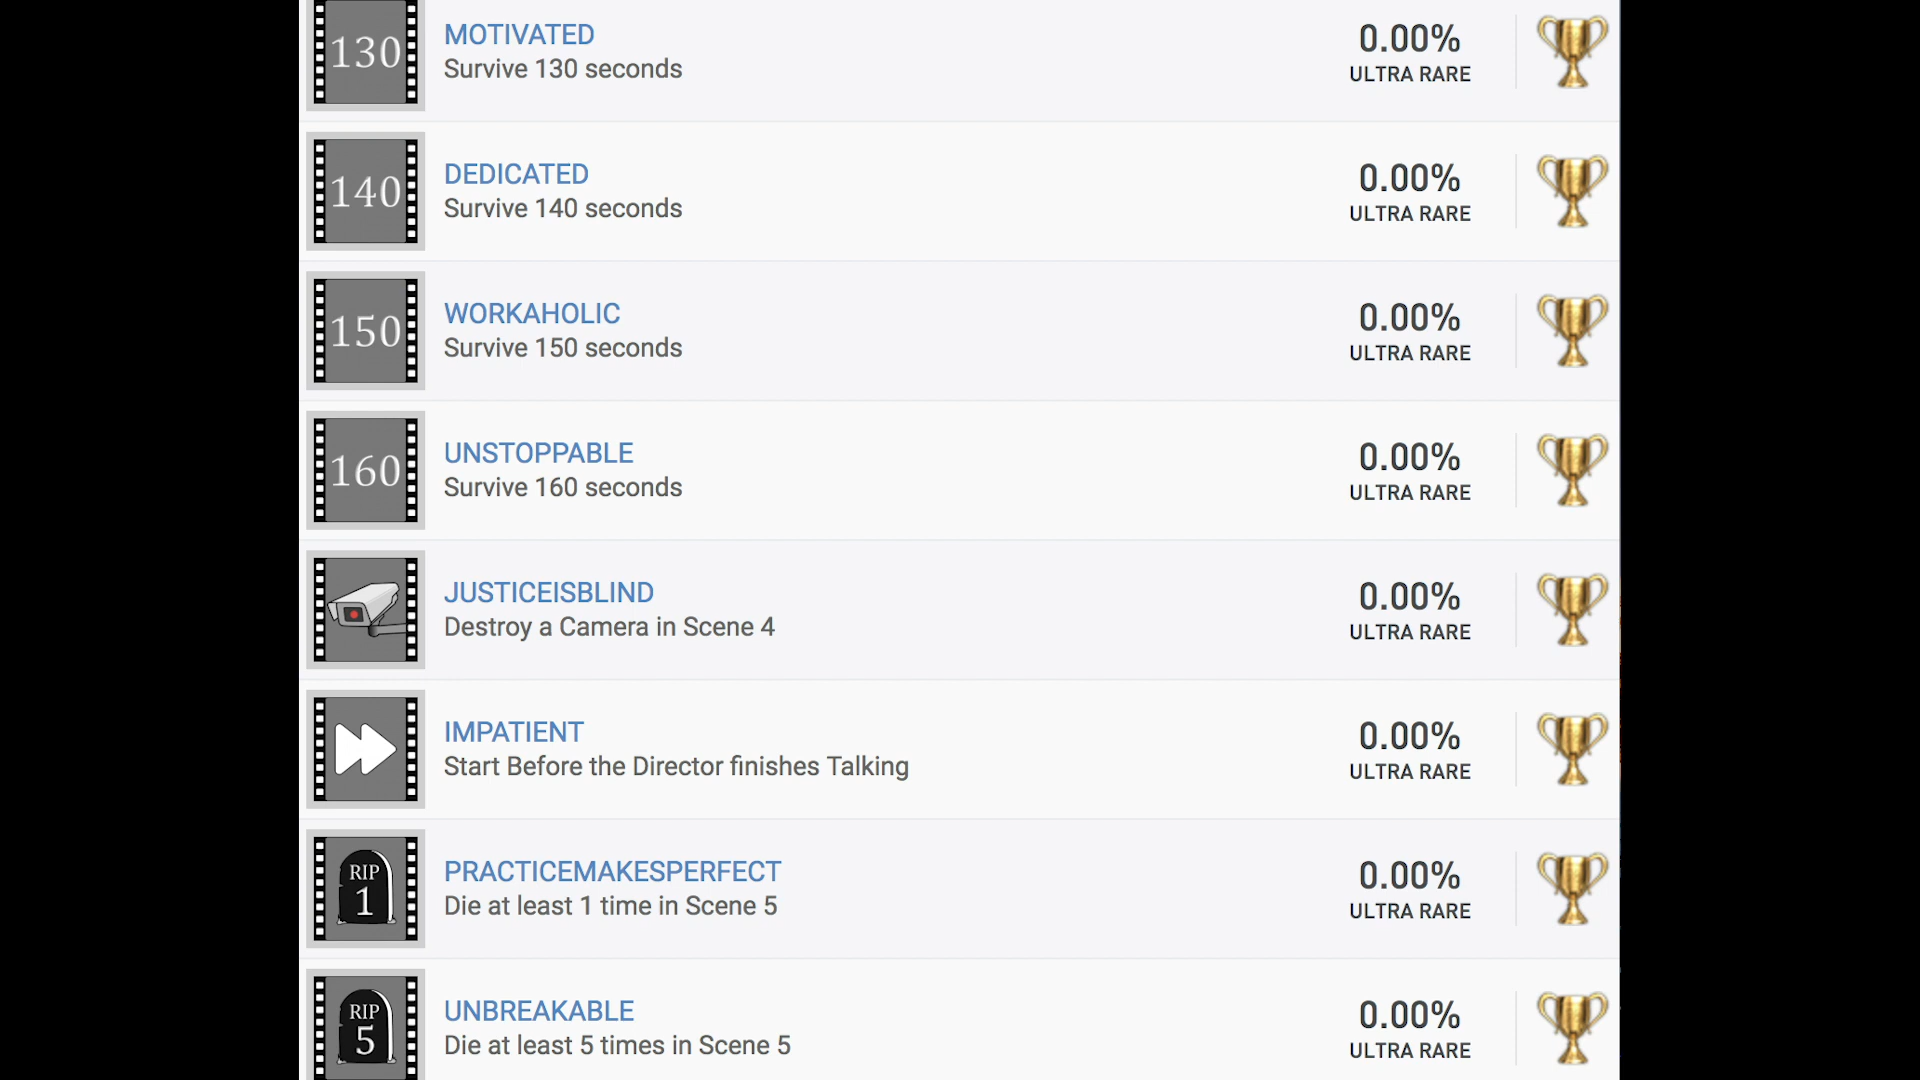 130
MOTIVATED
Survive 130 seconds
0.00%
ULTRA RARE
140
DEDICATED
Survive 140 seconds
0.00%
ULTRA RARE
150
WORKAHOLIC
Survive 150 seconds
0.00%
ULTRA RARE
160
UNSTOPPABLE
Survive 160 seconds
0.00%
ULTRA RARE
JUSTICEISBLIND
Destroy a Camera in Scene 4
0.00%
ULTRA RARE
IMPATIENT
Start Before the Director finishes Talking
0.00%
ULTRA RARE
RIP
1
PRACTICEMAKESPERFECT
Die at least 1 time in Scene 5
0.00%
ULTRA RARE
RIP
5
UNBREAKABLE
Die at least 5 times in Scene 5
0.00%
ULTRA RARE